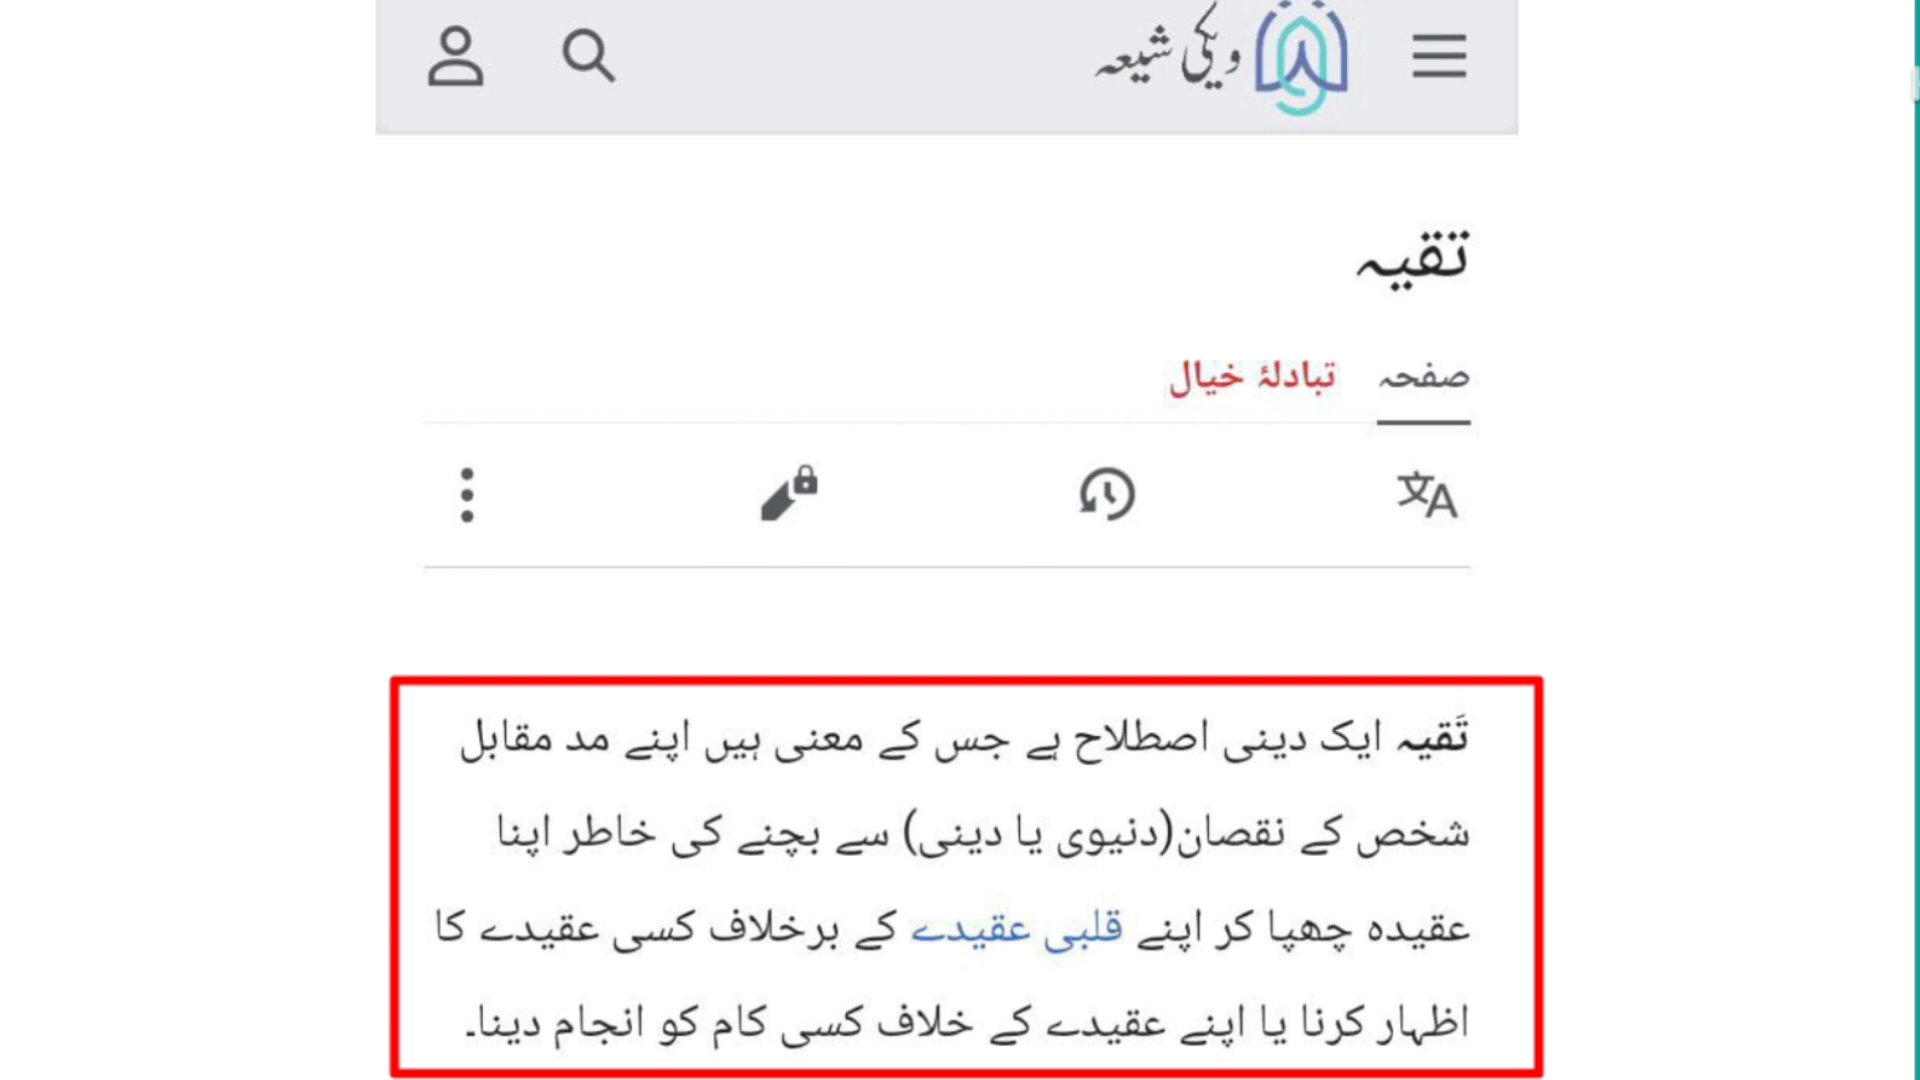 ویکی شیعہ
تقیہ
صفحہ تبادلۂ خیال
تَقیہ ایک دینی اصطلاح ہے جس کے معنی ہیں اپنے مد مقابل
شخص کے نقصان(دنیوی یا دینی) سے بچنے کی خاطر اپنا
عقیدہ چھپا کر اپنے قلبی عقیدے کے برخلاف کسی عقیدے کا
اظہار کرنا یا اپنے عقیدے کے خلاف کسی کام کو انجام دینا۔